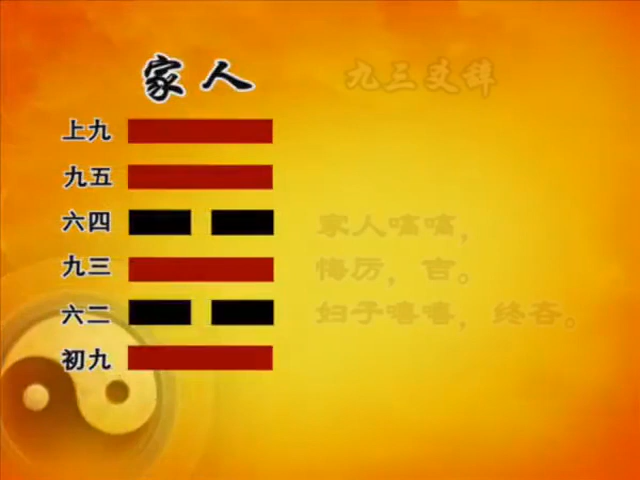 家人
九三爻辞
上九
九五
六四
九三
六二
初九
家人嗃嗃，
悔厉，吉。
妇子嘻嘻，终吝。